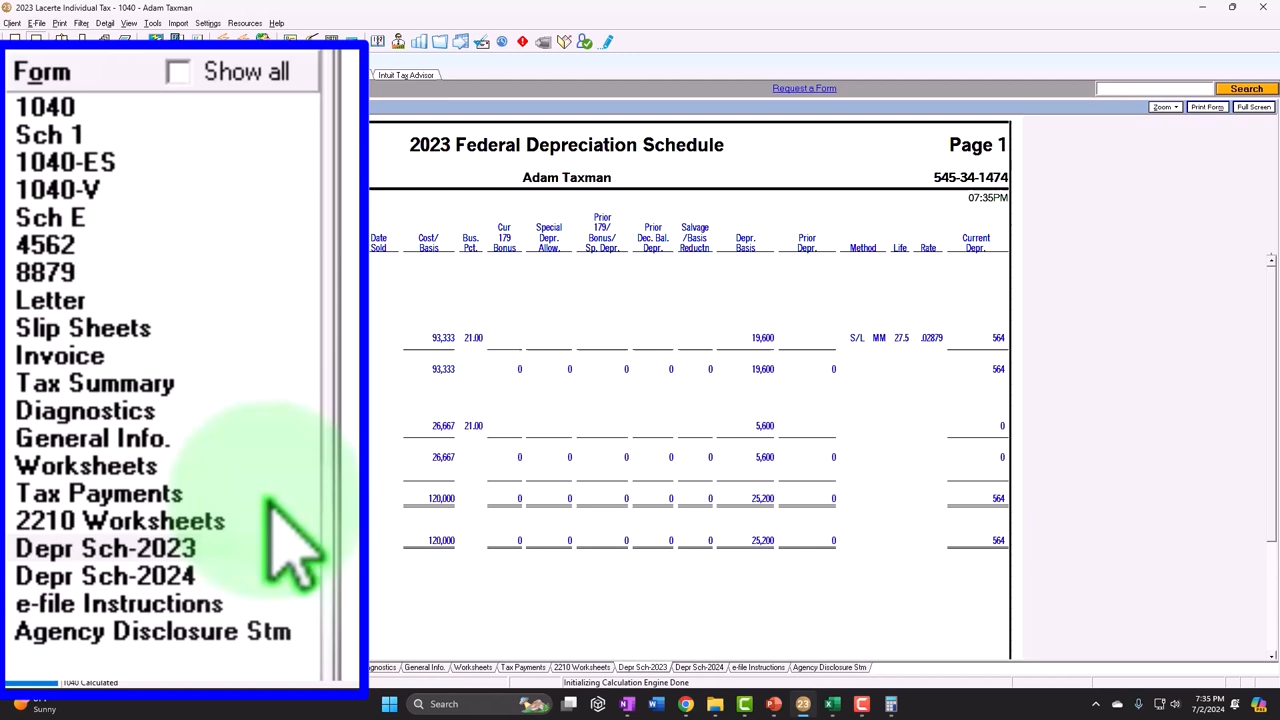 2023 Lacerte Individual Tax - 1040 - Adam Taxman
Client E-File Print Filter Detail View Tools Import Settings Resources Help
Form Show all
1040
Sch 1
1040-ES
1040-V
Sch E
4562
8879
Letter
Slip Sheets
Invoice
Tax Summary
Diagnostics
General Info.
Worksheets
Tax Payments
2210 Worksheets
Depr Sch-2023
Depr Sch-2024
e-file Instructions
Agency Disclosure Stm
Intuit Tax Advisor
Request a Form Search
Zoom Print Form Full Screen
2023 Federal Depreciation Schedule Page 1
Adam Taxman 545-34-1474
07:35PM
Prior
Cur Special 179/ Prior Salvage
Date Cost/ Bus. 179 Depr. Bonus/ Dec. Bal. /Basis Depr. Prior Current
Sold Basis Pct. Bonus Allow. Sp. Depr. Depr. Reductn Basis Depr. Method Life Rate Depr.
93,333 21.00 19,600 S/L MM 27.5 .02879 564
93,333 0 0 0 0 0 19,600 0 564
26,667 21.00 5,600 0
26,667 0 0 0 0 0 5,600 0 0
120,000 0 0 0 0 0 25,200 0 564
120,000 0 0 0 0 0 25,200 0 564
General Info. Worksheets Tax Payments 2210 Worksheets Depr Sch-2023 Depr Sch-2024 e-file Instructions Agency Disclosure Stm
1040 Calculated Initializing Calculation Engine Done
Sunny
Search
7:35 PM
7/2/2024